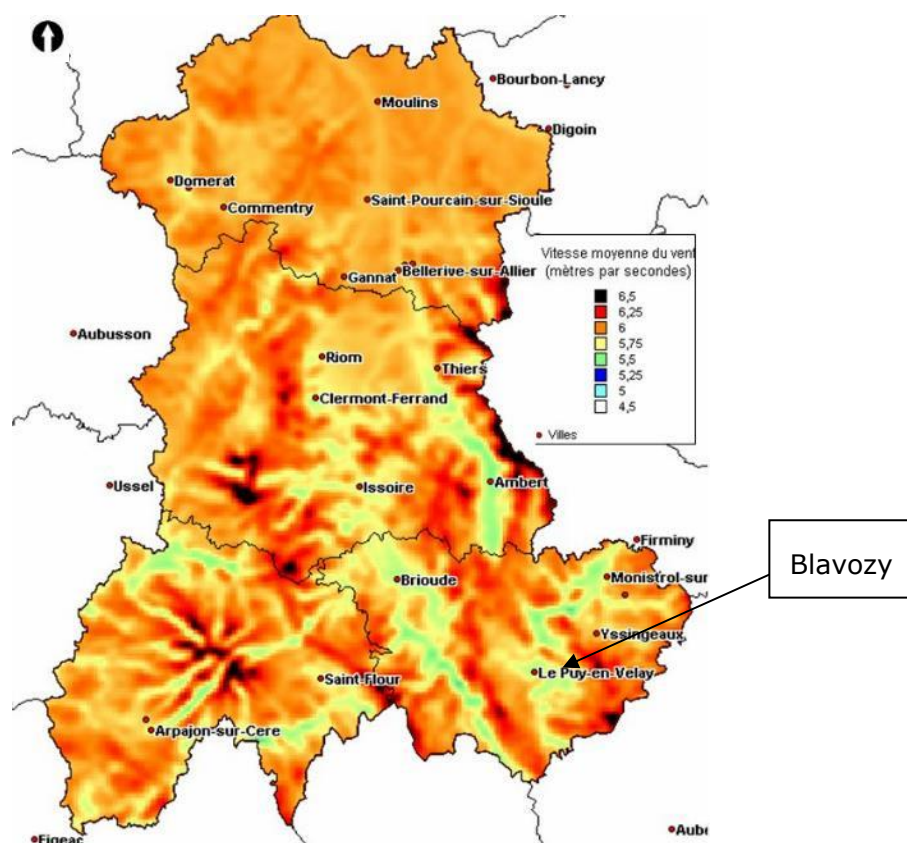 Bourbon-Lancy
Moulins
Digoin
Domerat
Commentry
Saint-Pourcain-sur-Sioule
Vitesse moyenne du vent
(mètres par secondes)
6,5
6,25
6
5,75
5,5
5,25
5
4,5
Villes
Bellerive-sur-Allier
Gannat
Aubusson
Riom
Thiers
Clermont-Ferrand
Ussel
Issoire
Ambert
Firminy
Blavozy
Brioude
Monistrol-sur
Yssingeaux
Le Puy-en-Velay
Saint-Flour
Arpajon-sur-Cere
Figeac
Aube